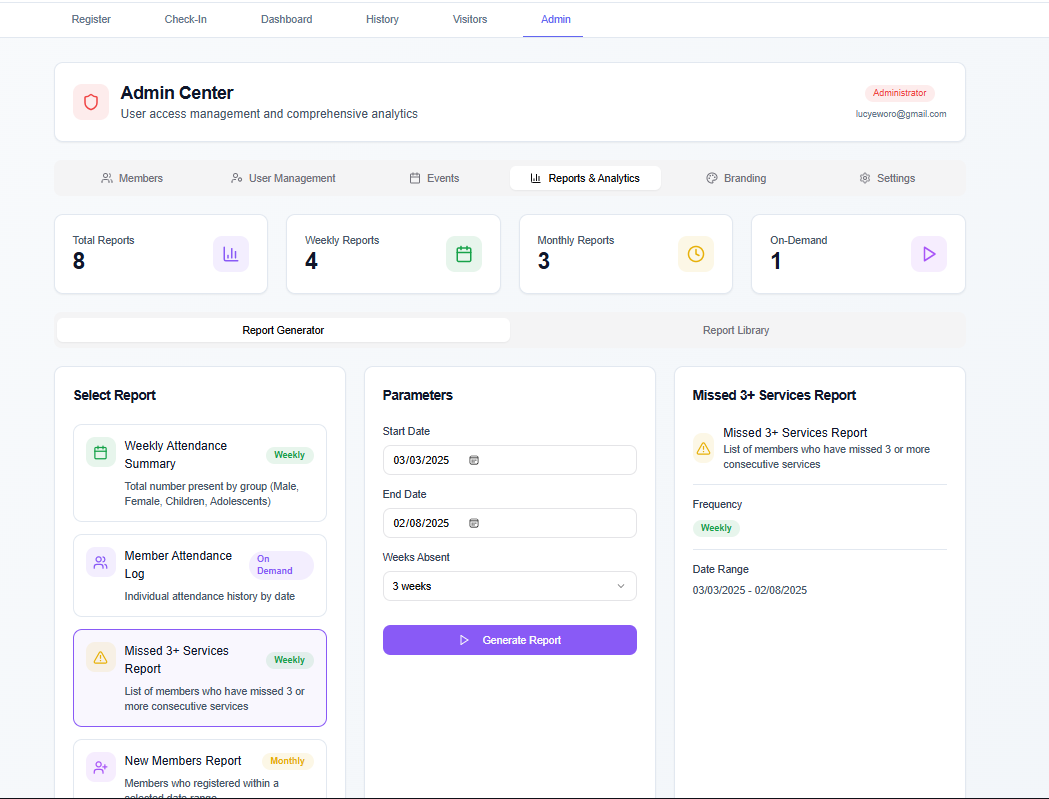 Register
Check-In
Dashboard
History
Visitors
Admin
Admin Center
User access management and comprehensive analytics
Administrator
lucyeworo@gmail.com
Members
User Management
Events
Reports & Analytics
Branding
Settings
Total Reports
8
Weekly Reports
4
Monthly Reports
3
On-Demand
1
Report Generator
Report Library
Select Report
Weekly Attendance
Summary
Weekly
Total number present by group (Male,
Female, Children, Adolescents)
Member Attendance
Log
On
Demand
Individual attendance history by date
Missed 3+ Services
Report
Weekly
List of members who have missed 3 or
more consecutive services
New Members Report
Monthly
Members who registered within a
selected date range
Parameters
Start Date
03/03/2025
End Date
02/08/2025
Weeks Absent
3 weeks
Generate Report
Missed 3+ Services Report
Missed 3+ Services Report
List of members who have missed 3 or more
consecutive services
Frequency
Weekly
Date Range
03/03/2025 - 02/08/2025